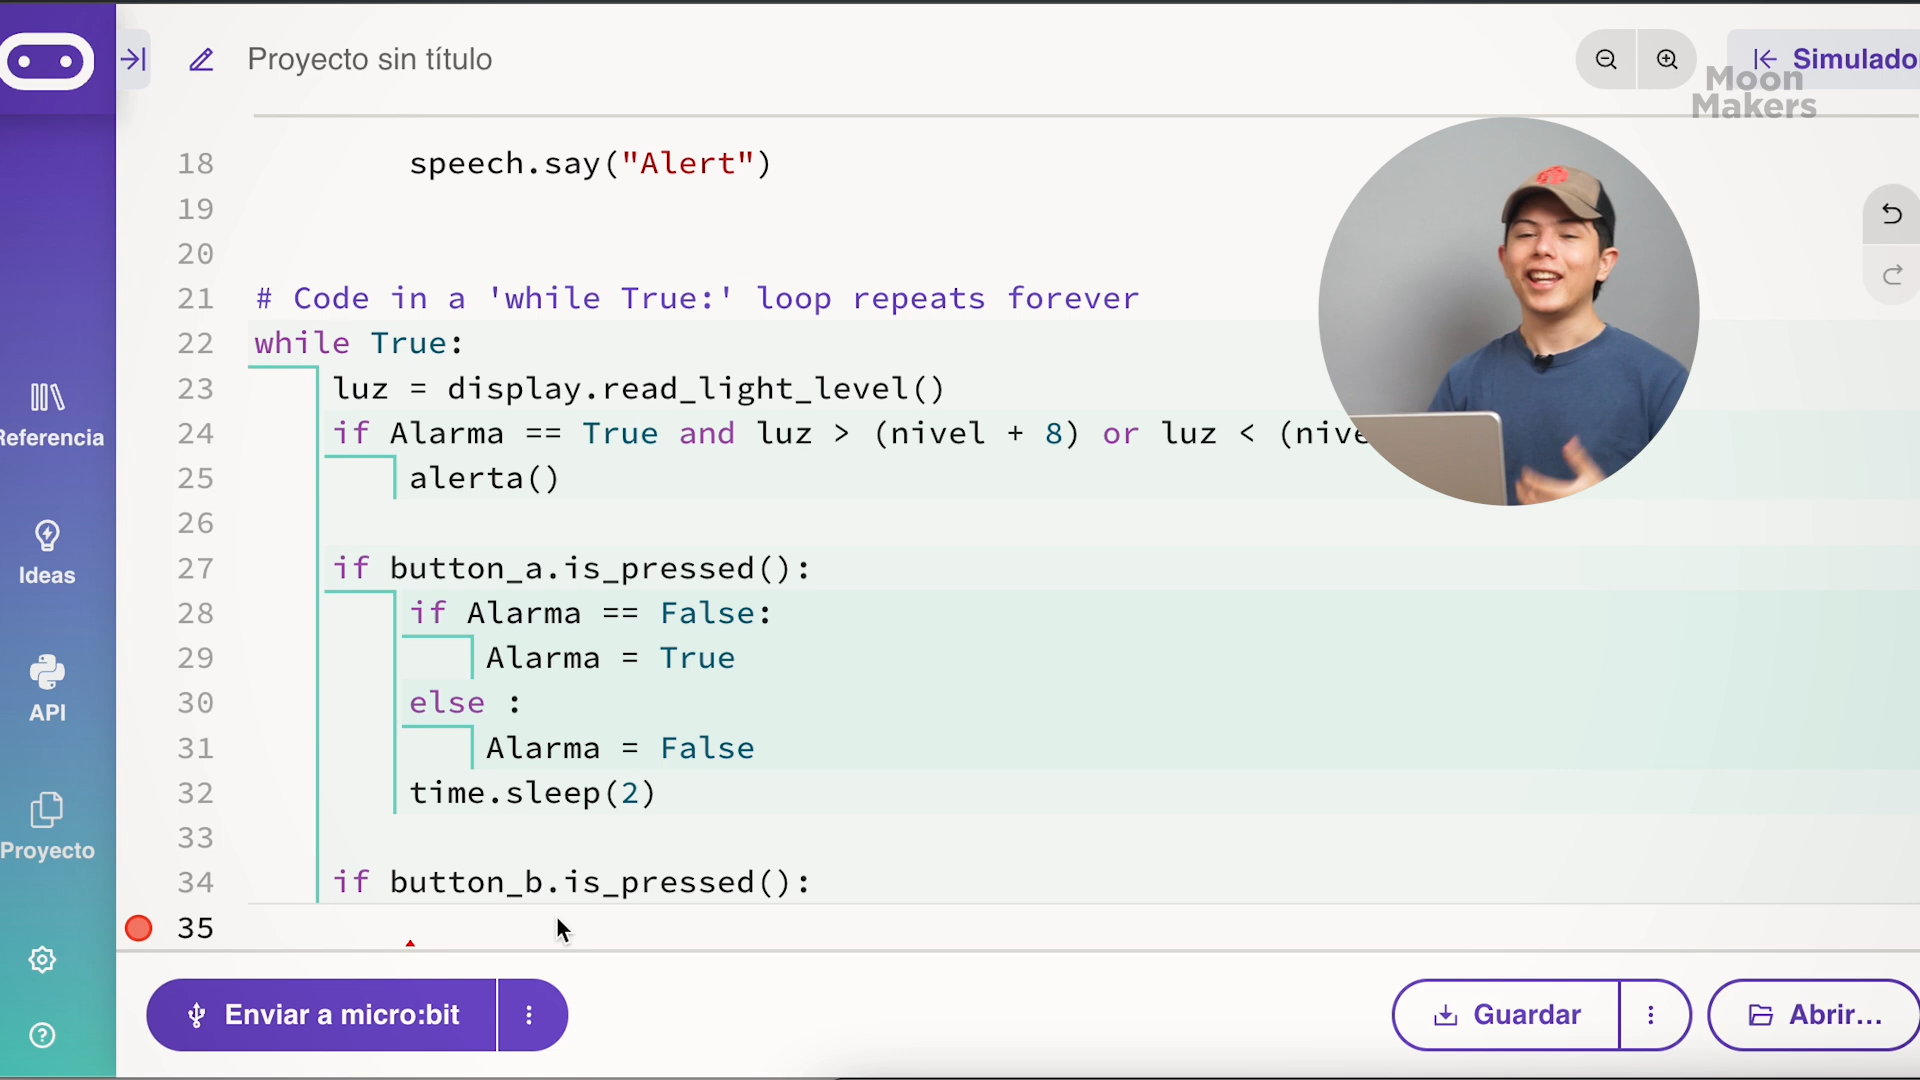 Proyecto sin título
Simulado
Moon
Makers
18 speech.say("Alert")
19
20
21 # Code in a 'while True:' loop repeats forever
22 while True:
23 luz = display.read_light_level()
24 if Alarma == True and luz > (nivel + 8) or luz < (nive
25 alerta()
26
27 if button_a.is_pressed():
28 if Alarma == False:
29 Alarma = True
30 else :
31 Alarma = False
32 time.sleep(2)
33
34 if button_b.is_pressed():
35
Referencia
Ideas
API
Proyecto
Enviar a micro:bit
Guardar
Abrir...